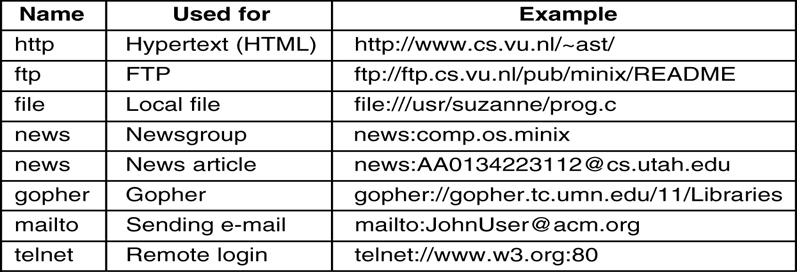 Name Used for Example
http Hypertext (HTML) http://www.cs.vu.nl/~ast/
ftp FTP ftp://ftp.cs.vu.nl/pub/minix/README
file Local file file:///usr/suzanne/prog.c
news Newsgroup news:comp.os.minix
news News article news:AA0134223112@cs.utah.edu
gopher Gopher gopher://gopher.tc.umn.edu/11/Libraries
mailto Sending e-mail mailto:JohnUser@acm.org
telnet Remote login telnet://www.w3.org:80